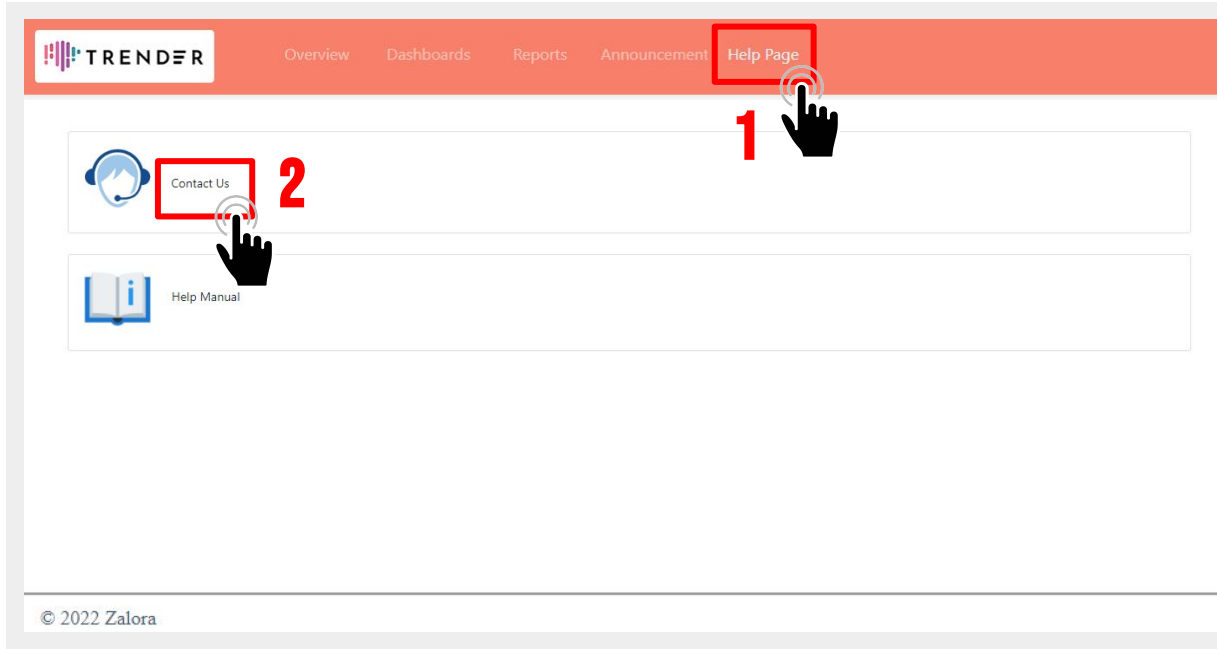 TRENDER
Overview Dashboards Reports Announcement Help Page
1
Contact Us
2
i
Help Manual
© 2022 Zalora